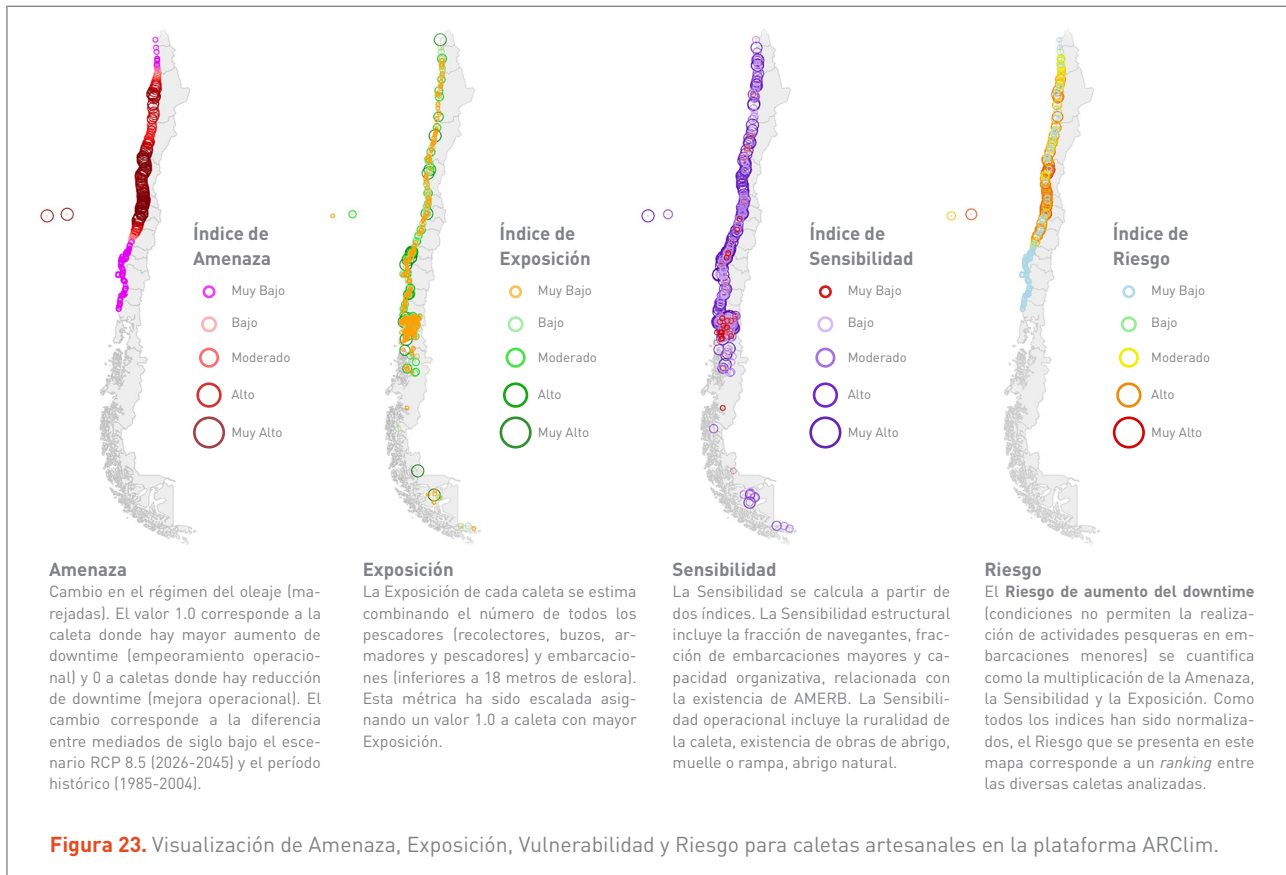 Índice de
Amenaza
Muy Bajo
Bajo
Moderado
Alto
Muy Alto
Índice de
Exposición
Muy Bajo
Bajo
Moderado
Alto
Muy Alto
Índice de
Sensibilidad
Muy Bajo
Bajo
Moderado
Alto
Muy Alto
Índice de
Riesgo
Muy Bajo
Bajo
Moderado
Alto
Muy Alto
Amenaza
Cambio en el régimen del oleaje (ma-
rejadas). El valor 1.0 corresponde a la
caleta donde hay mayor aumento de
downtime (empeoramiento operacio-
nal) y 0 a caletas donde hay reducción
de downtime (mejora operacional). El
cambio corresponde a la diferencia
entre mediados de siglo bajo el esce-
nario RCP 8.5 (2026-2045) y el período
histórico (1985-2004).
Exposición
La Exposición de cada caleta se estima
combinando el número de todos los
pescadores (recolectores, buzos, ar-
madores y pescadores) y embarcacio-
nes (inferiores a 18 metros de eslora).
Esta métrica ha sido escalada asig-
nando un valor 1.0 a caleta con mayor
Exposición.
Sensibilidad
La Sensibilidad se calcula a partir de
dos índices. La Sensibilidad estructural
incluye la fracción de navegantes, frac-
ción de embarcaciones mayores y ca-
pacidad organizativa, relacionada con
la existencia de AMERB. La Sensibili-
dad operacional incluye la ruralidad de
la caleta, existencia de obras de abrigo,
muelle o rampa, abrigo natural.
Riesgo
El Riesgo de aumento del downtime
(condiciones no permiten la realiza-
ción de actividades pesqueras en em-
barcaciones menores) se cuantifica
como la multiplicación de la Amenaza,
la Sensibilidad y la Exposición. Como
todos los indices han sido normaliza-
dos, el Riesgo que se presenta en este
mapa corresponde a un ranking entre
las diversas caletas analizadas.
Figura 23. Visualización de Amenaza, Exposición, Vulnerabilidad y Riesgo para caletas artesanales en la plataforma ARClim.